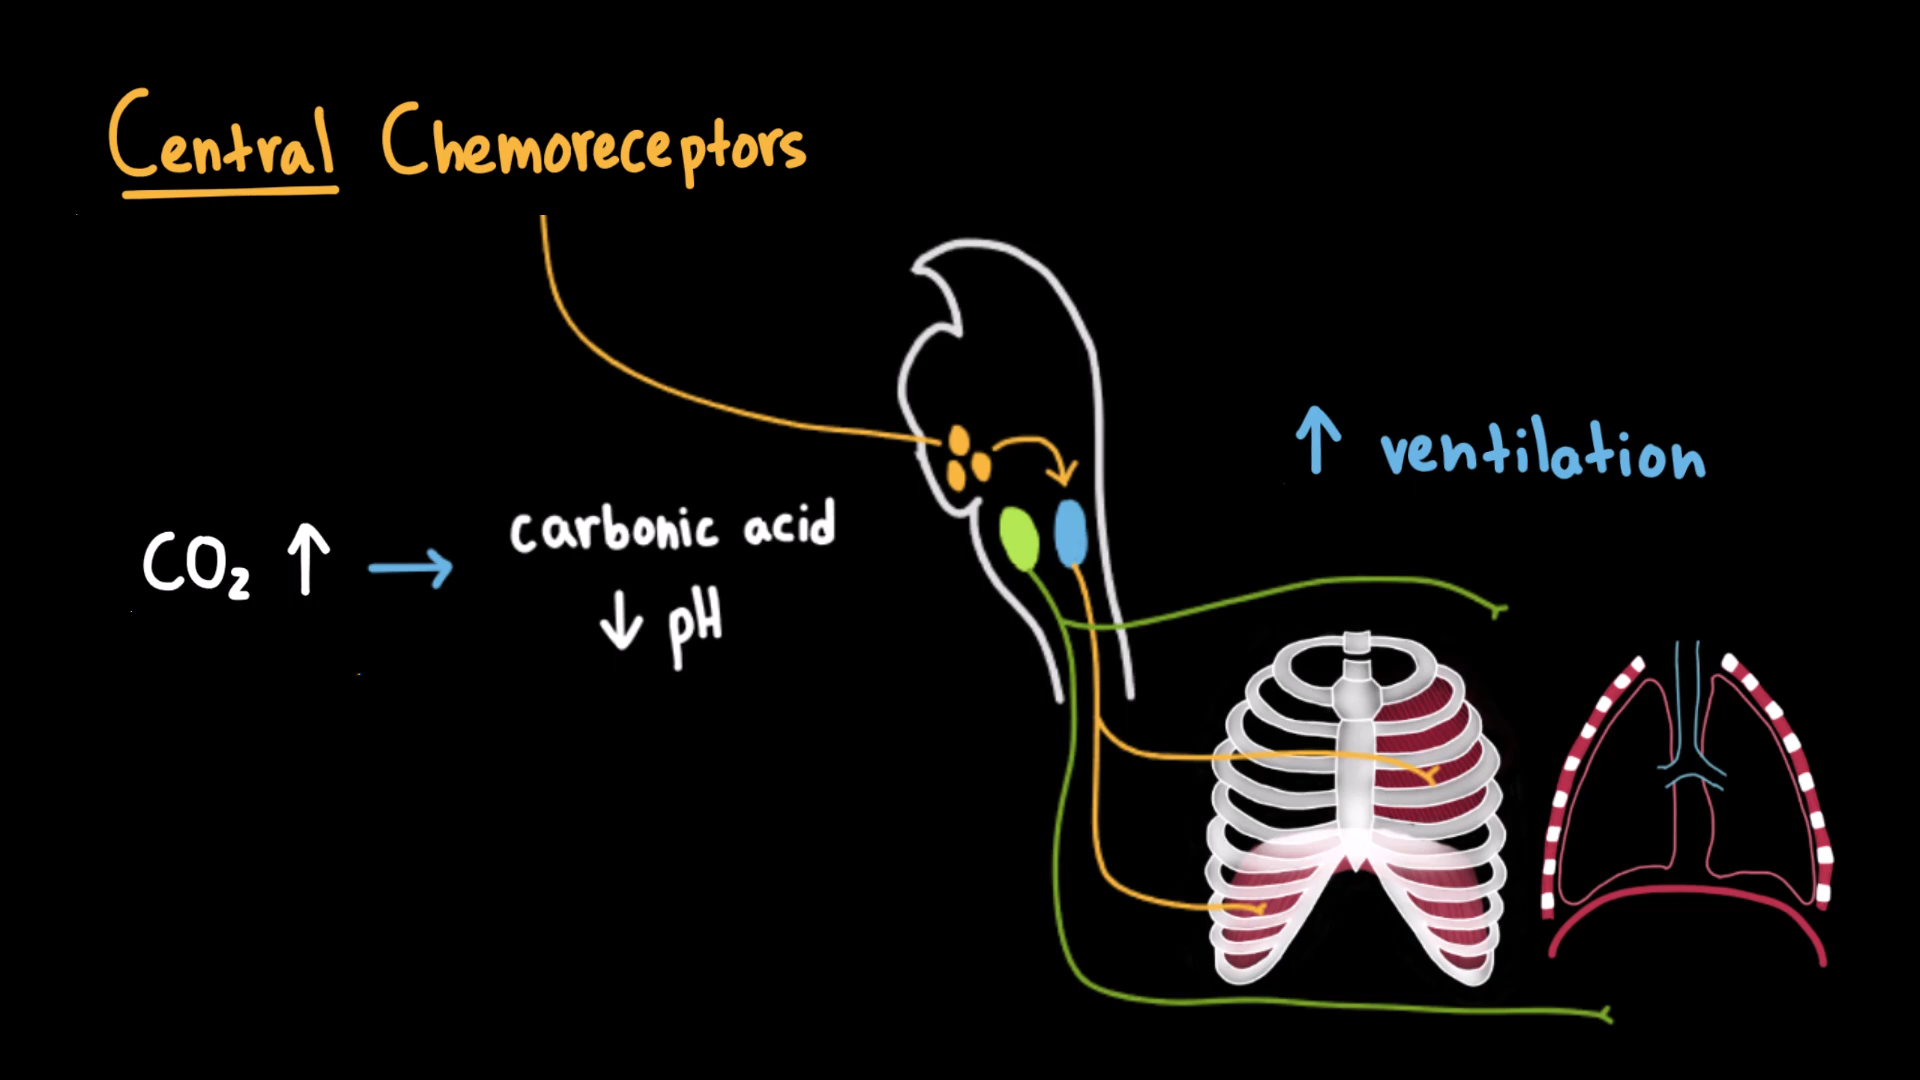 Central Chemoreceptors
CO₂ ↑ → carbonic acid
↓ pH
↑ ventilation